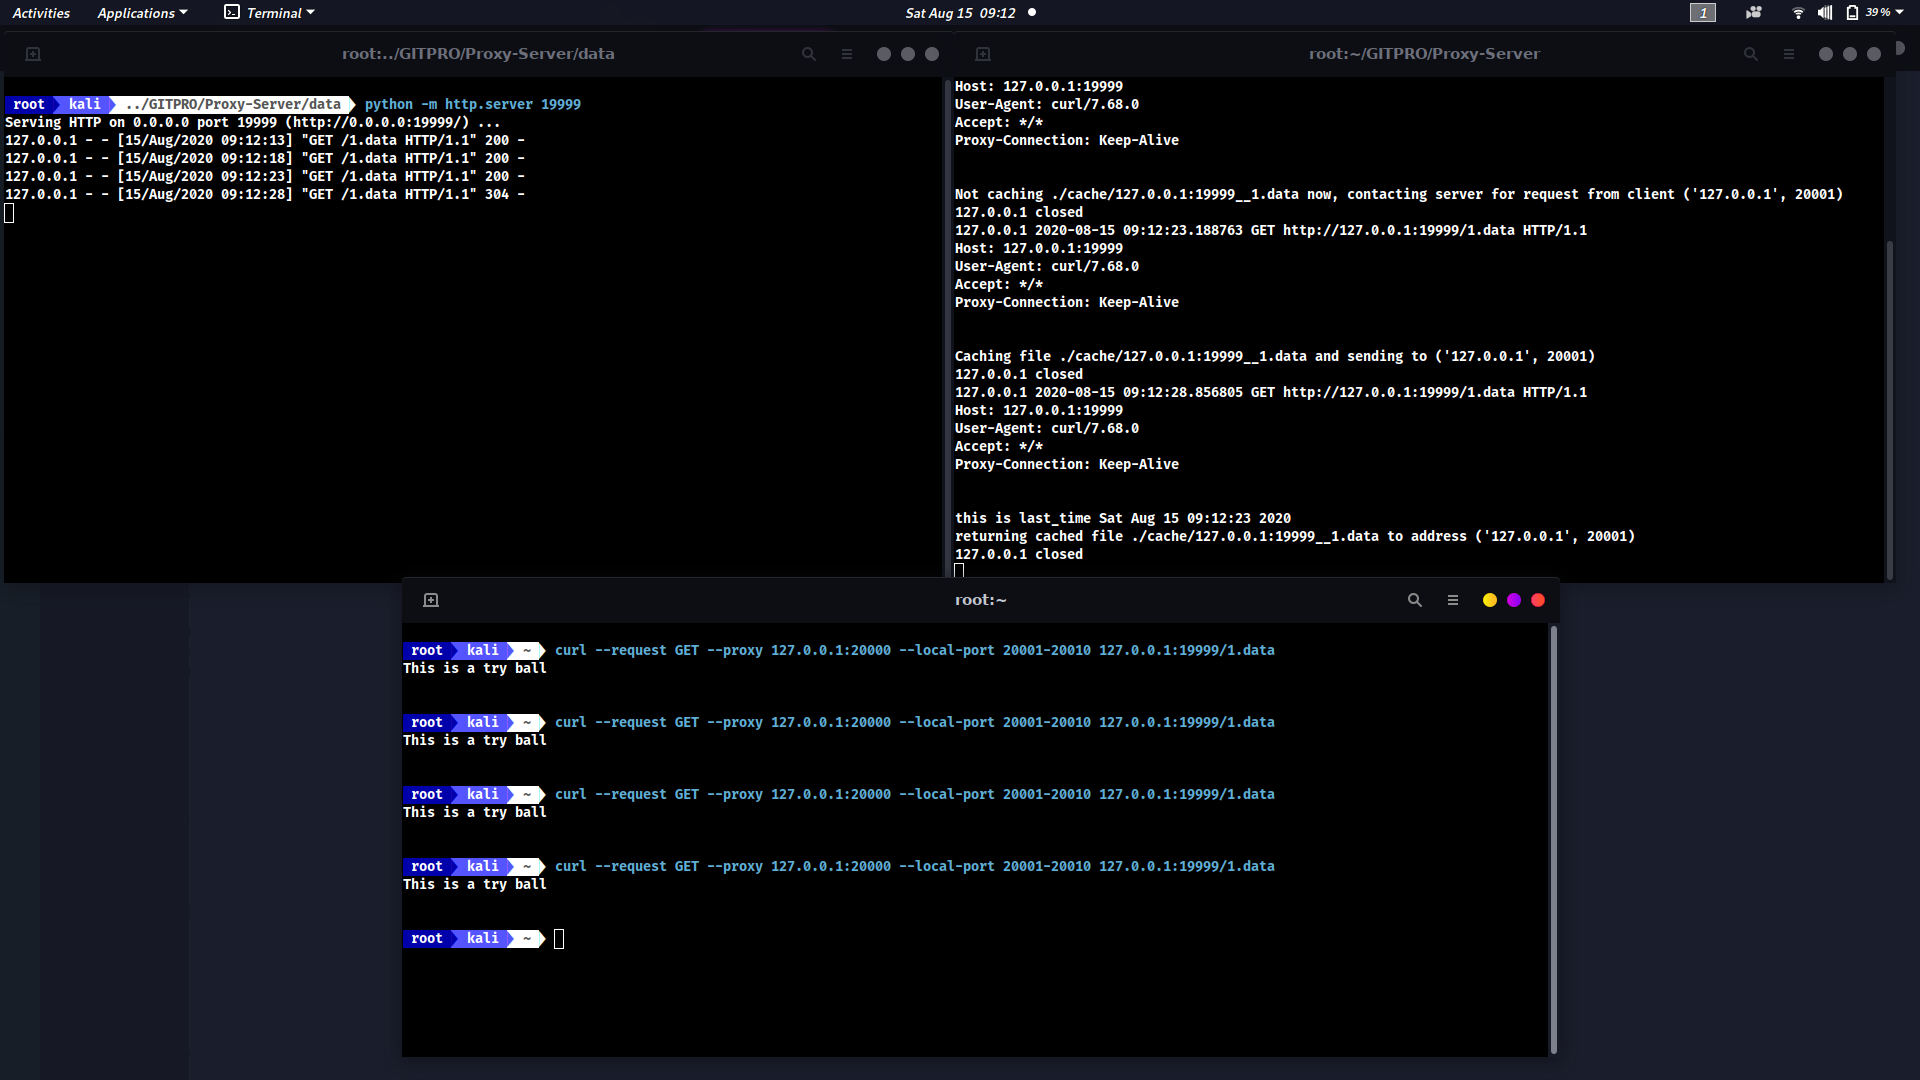 Activities Applications Terminal Sat Aug 15 09:12 1 39 %
root:../GITPRO/Proxy-Server/data
root kali ../GITPRO/Proxy-Server/data python -m http.server 19999
Serving HTTP on 0.0.0.0 port 19999 (http://0.0.0.0:19999/) ...
127.0.0.1 - - [15/Aug/2020 09:12:13] "GET /1.data HTTP/1.1" 200 -
127.0.0.1 - - [15/Aug/2020 09:12:18] "GET /1.data HTTP/1.1" 200 -
127.0.0.1 - - [15/Aug/2020 09:12:23] "GET /1.data HTTP/1.1" 200 -
127.0.0.1 - - [15/Aug/2020 09:12:28] "GET /1.data HTTP/1.1" 304 -
root:~/GITPRO/Proxy-Server
Host: 127.0.0.1:19999
User-Agent: curl/7.68.0
Accept: */*
Proxy-Connection: Keep-Alive
Not caching ./cache/127.0.0.1:19999__1.data now, contacting server for request from client ('127.0.0.1', 20001)
127.0.0.1 closed
127.0.0.1 2020-08-15 09:12:23.188763 GET http://127.0.0.1:19999/1.data HTTP/1.1
Host: 127.0.0.1:19999
User-Agent: curl/7.68.0
Accept: */*
Proxy-Connection: Keep-Alive
Caching file ./cache/127.0.0.1:19999__1.data and sending to ('127.0.0.1', 20001)
127.0.0.1 closed
127.0.0.1 2020-08-15 09:12:28.856805 GET http://127.0.0.1:19999/1.data HTTP/1.1
Host: 127.0.0.1:19999
User-Agent: curl/7.68.0
Accept: */*
Proxy-Connection: Keep-Alive
this is last_time Sat Aug 15 09:12:23 2020
returning cached file ./cache/127.0.0.1:19999__1.data to address ('127.0.0.1', 20001)
127.0.0.1 closed
root:~
root kali ~ curl --request GET --proxy 127.0.0.1:20000 --local-port 20001-20010 127.0.0.1:19999/1.data
This is a try ball
root kali ~ curl --request GET --proxy 127.0.0.1:20000 --local-port 20001-20010 127.0.0.1:19999/1.data
This is a try ball
root kali ~ curl --request GET --proxy 127.0.0.1:20000 --local-port 20001-20010 127.0.0.1:19999/1.data
This is a try ball
root kali ~ curl --request GET --proxy 127.0.0.1:20000 --local-port 20001-20010 127.0.0.1:19999/1.data
This is a try ball
root kali ~